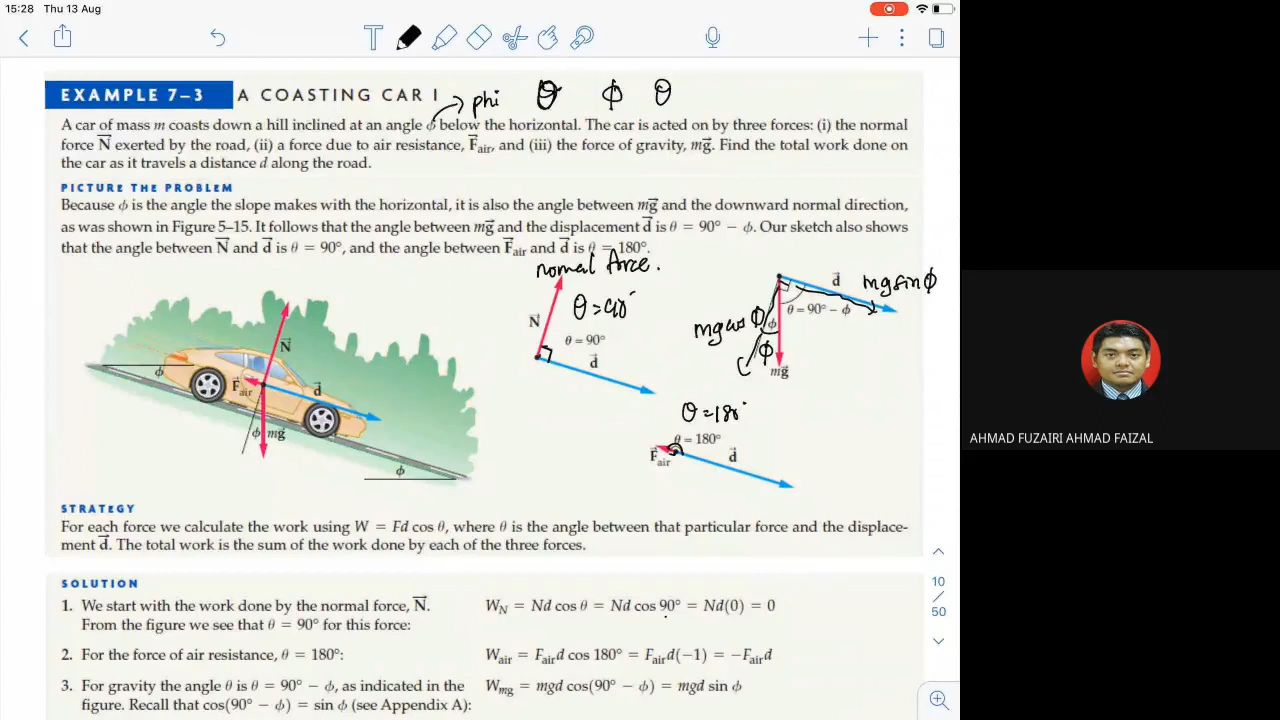 15:28 Thu 13 Aug
EXAMPLE 7–3 A COASTING CAR I
phi θ ϕ θ
A car of mass m coasts down a hill inclined at an angle ϕ below the horizontal. The car is acted on by three forces: (i) the normal
force N⃗ exerted by the road, (ii) a force due to air resistance, F⃗air, and (iii) the force of gravity, mg⃗. Find the total work done on
the car as it travels a distance d along the road.
PICTURE THE PROBLEM
Because ϕ is the angle the slope makes with the horizontal, it is also the angle between mg⃗ and the downward normal direction,
as was shown in Figure 5–15. It follows that the angle between mg⃗ and the displacement d⃗ is θ = 90° − ϕ. Our sketch also shows
that the angle between N⃗ and d⃗ is θ = 90°, and the angle between F⃗air and d⃗ is θ = 180°.
normal force.
θ = 90°
N⃗
θ = 90°
d⃗
d⃗
mg sin ϕ
θ = 90° − ϕ
mg cos ϕ
ϕ
ϕ
mg⃗
N⃗
ϕ
F⃗air
d⃗
ϕ
mg⃗
ϕ
θ = 180°
θ = 180°
F⃗air
d⃗
STRATEGY
For each force we calculate the work using W = Fd cos θ, where θ is the angle between that particular force and the displace-
ment d⃗. The total work is the sum of the work done by each of the three forces.
SOLUTION
1. We start with the work done by the normal force, N⃗. W_N = Nd cos θ = Nd cos 90° = Nd(0) = 0
From the figure we see that θ = 90° for this force:
2. For the force of air resistance, θ = 180°: W_air = F_air d cos 180° = F_air d(−1) = −F_air d
3. For gravity the angle θ is θ = 90° − ϕ, as indicated in the W_mg = mgd cos(90° − ϕ) = mgd sin ϕ
figure. Recall that cos(90° − ϕ) = sin ϕ (see Appendix A):
10
/
50
AHMAD FUZAIRI AHMAD FAIZAL